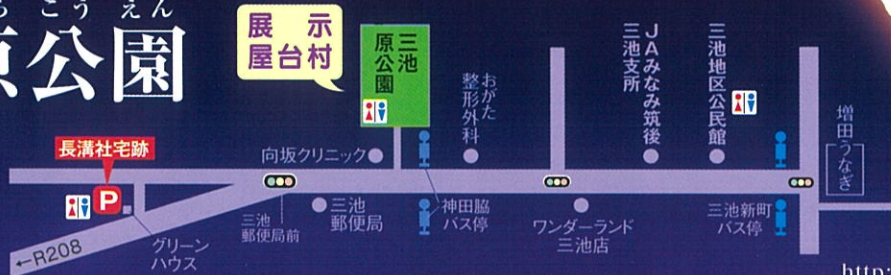 ら こう えん
原公園
展示
屋台村
三池
原公園
おがた
整形外科
JAみなみ筑後
三池支所
三池地区公民館
増田うなぎ
長溝社宅跡
向坂クリニック
P
三池
郵便局前
三池
郵便局
神田脇
バス停
ワンダーランド
三池店
三池新町
バス停
←R208
グリーン
ハウス
http